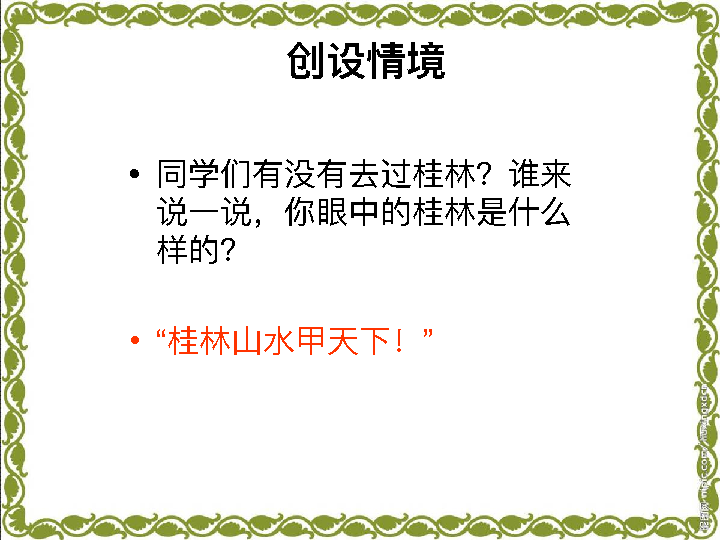 创设情境
• 同学们有没有去过桂林？谁来
说一说，你眼中的桂林是什么
样的？
• “桂林山水甲天下！”